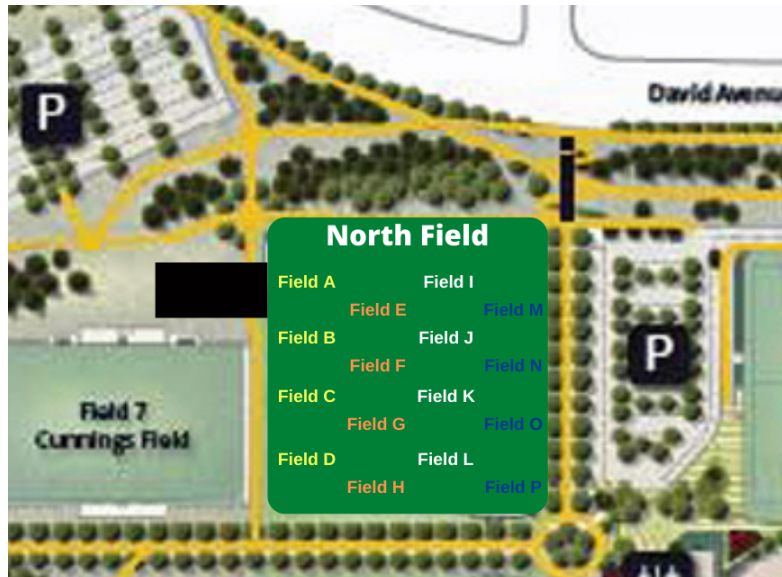 P
David Avenu
North Field
Field A Field I
Field E Field M
Field B Field J
Field F Field N
Field C Field K
Field G Field O
Field D Field L
Field H Field P
Field 7
Cunnings Field
P